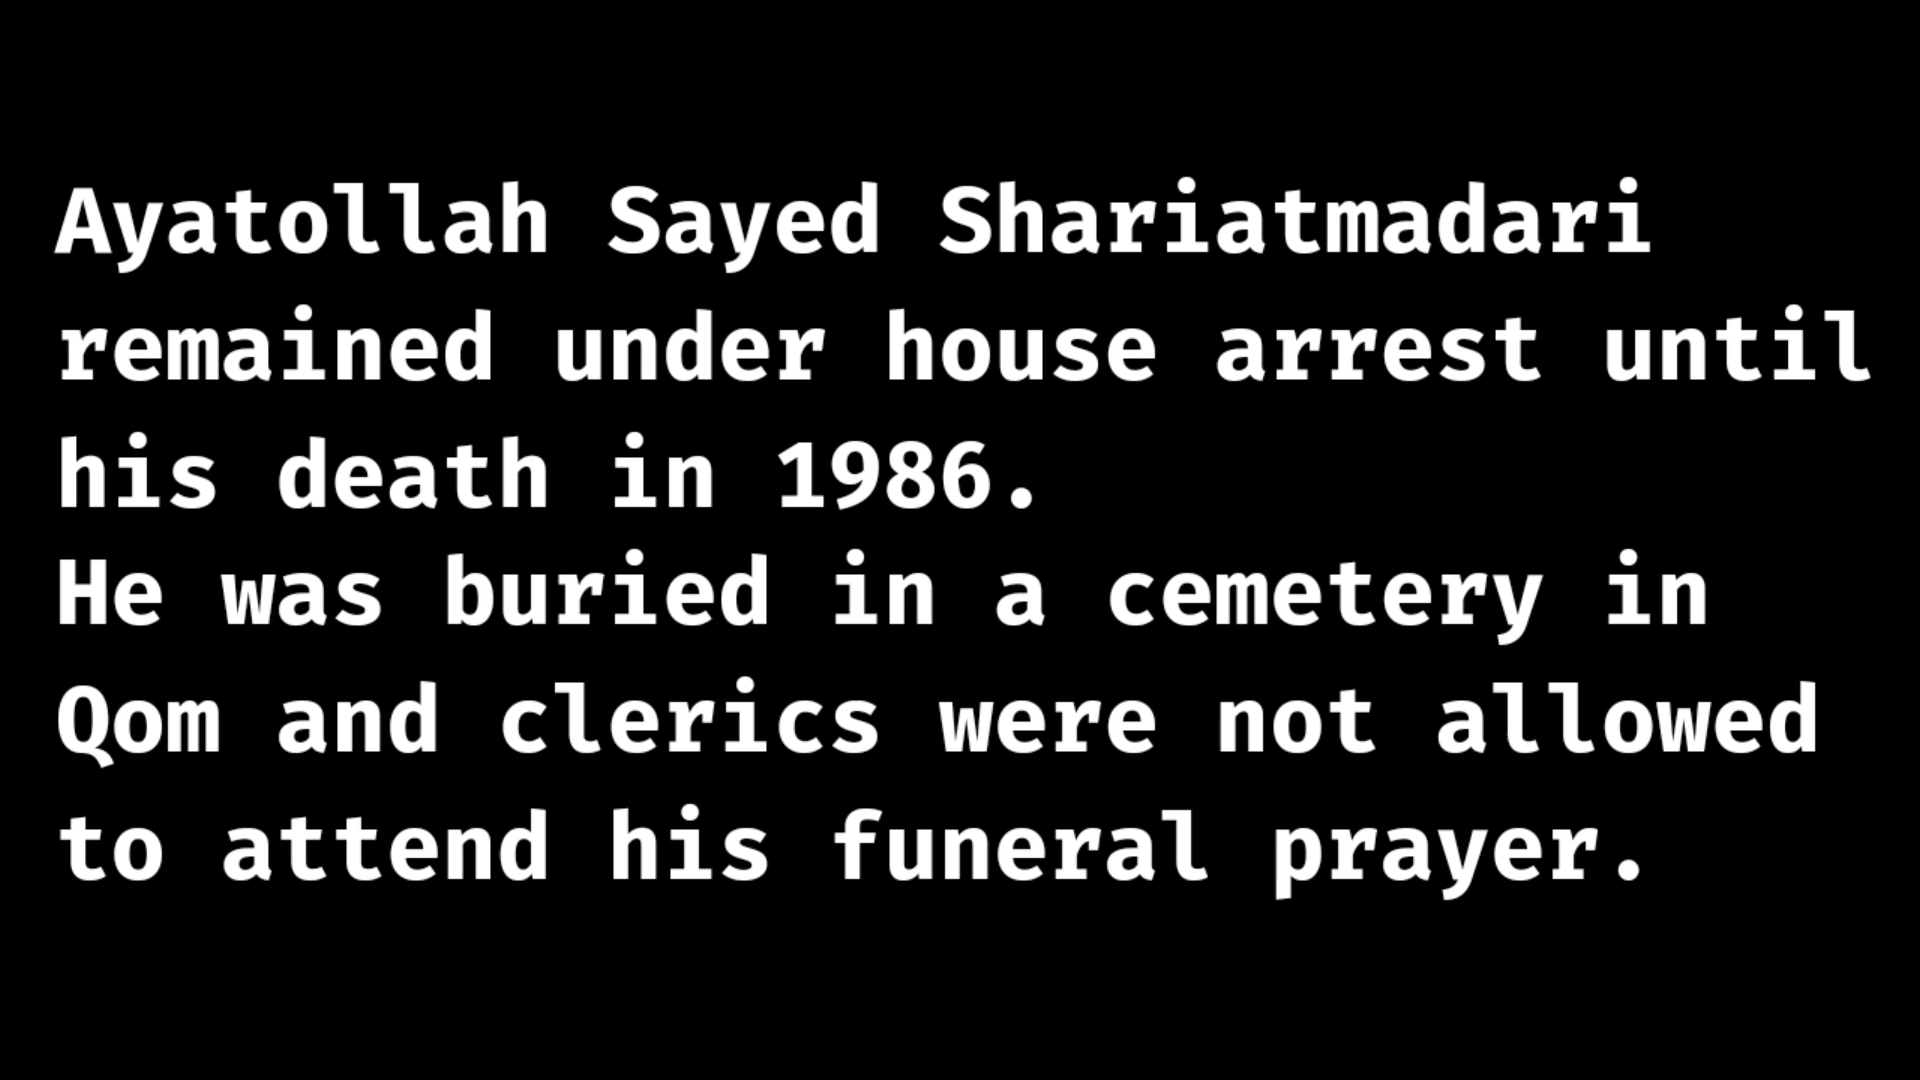 Ayatollah Sayed Shariatmadari
remained under house arrest until
his death in 1986.
He was buried in a cemetery in
Qom and clerics were not allowed
to attend his funeral prayer.